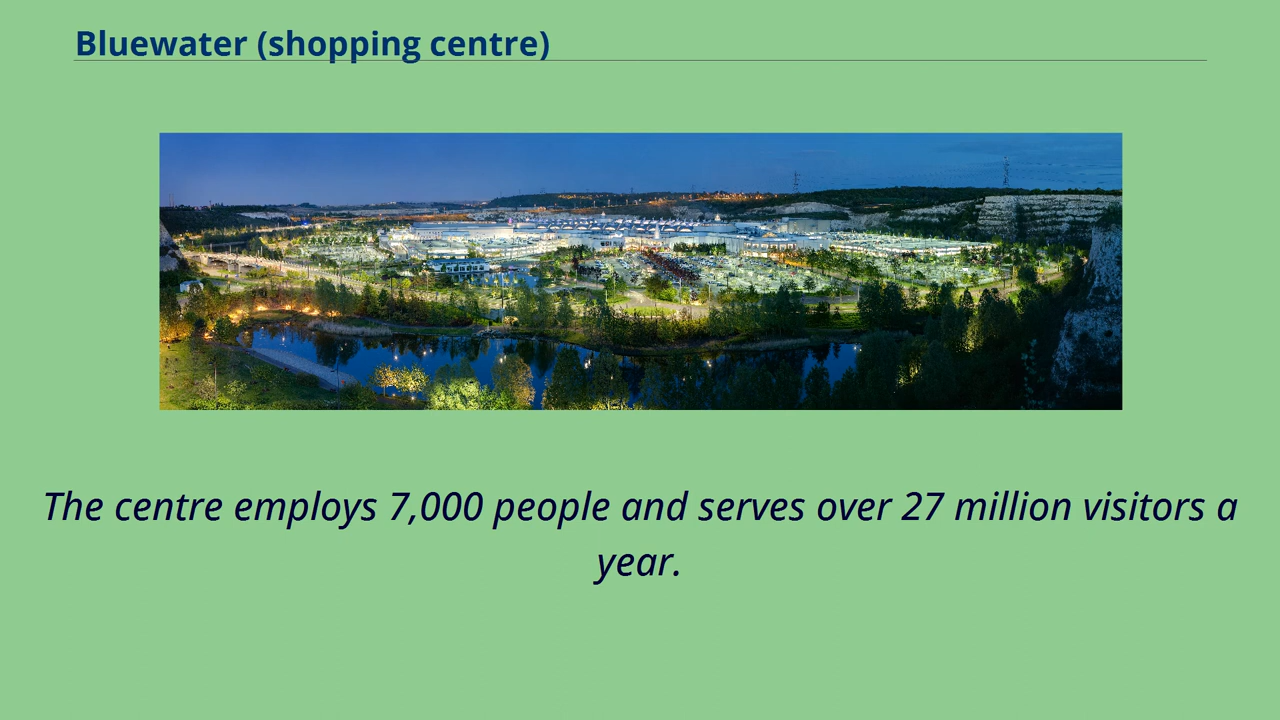 Bluewater (shopping centre)
The centre employs 7,000 people and serves over 27 million visitors a
year.